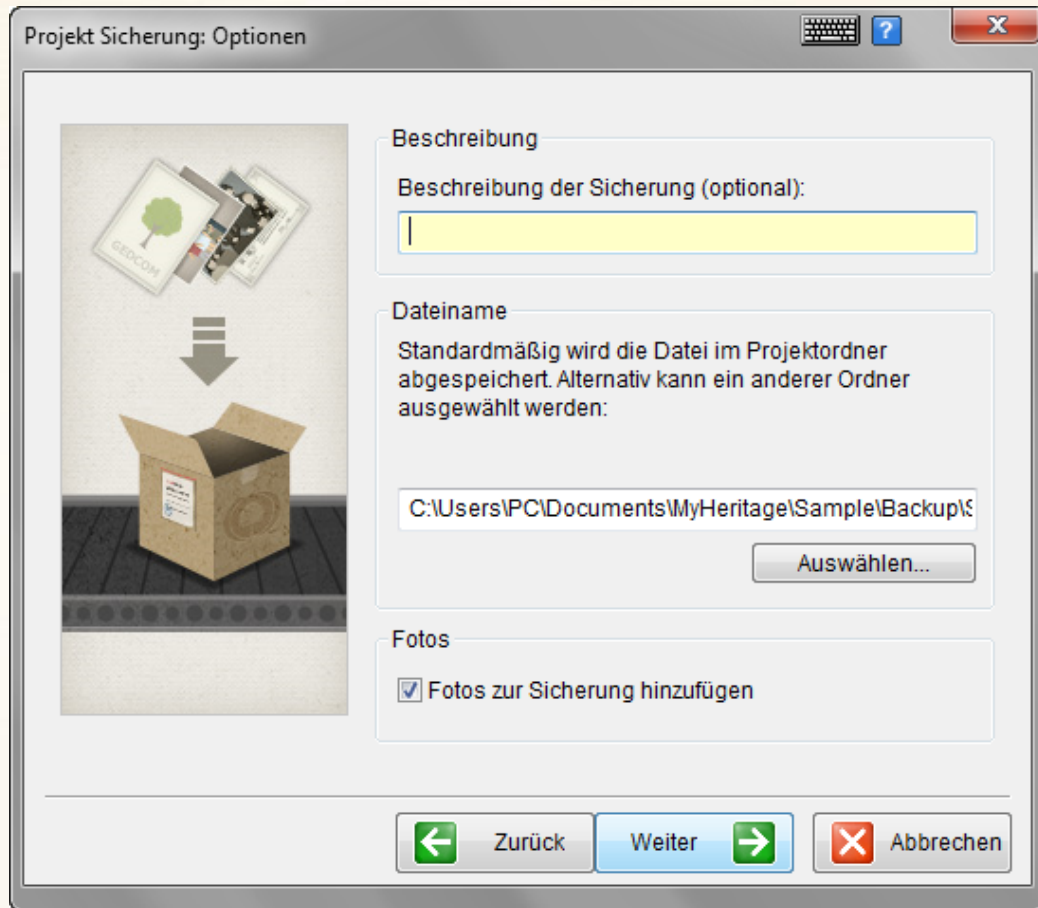 Projekt Sicherung: Optionen
GEDCOM
Beschreibung
Beschreibung der Sicherung (optional):
Dateiname
Standardmäßig wird die Datei im Projektordner
abgespeichert. Alternativ kann ein anderer Ordner
ausgewählt werden:
C:\Users\PC\Documents\MyHeritage\Sample\Backup\S
Auswählen...
Fotos
Fotos zur Sicherung hinzufügen
Zurück
Weiter
Abbrechen